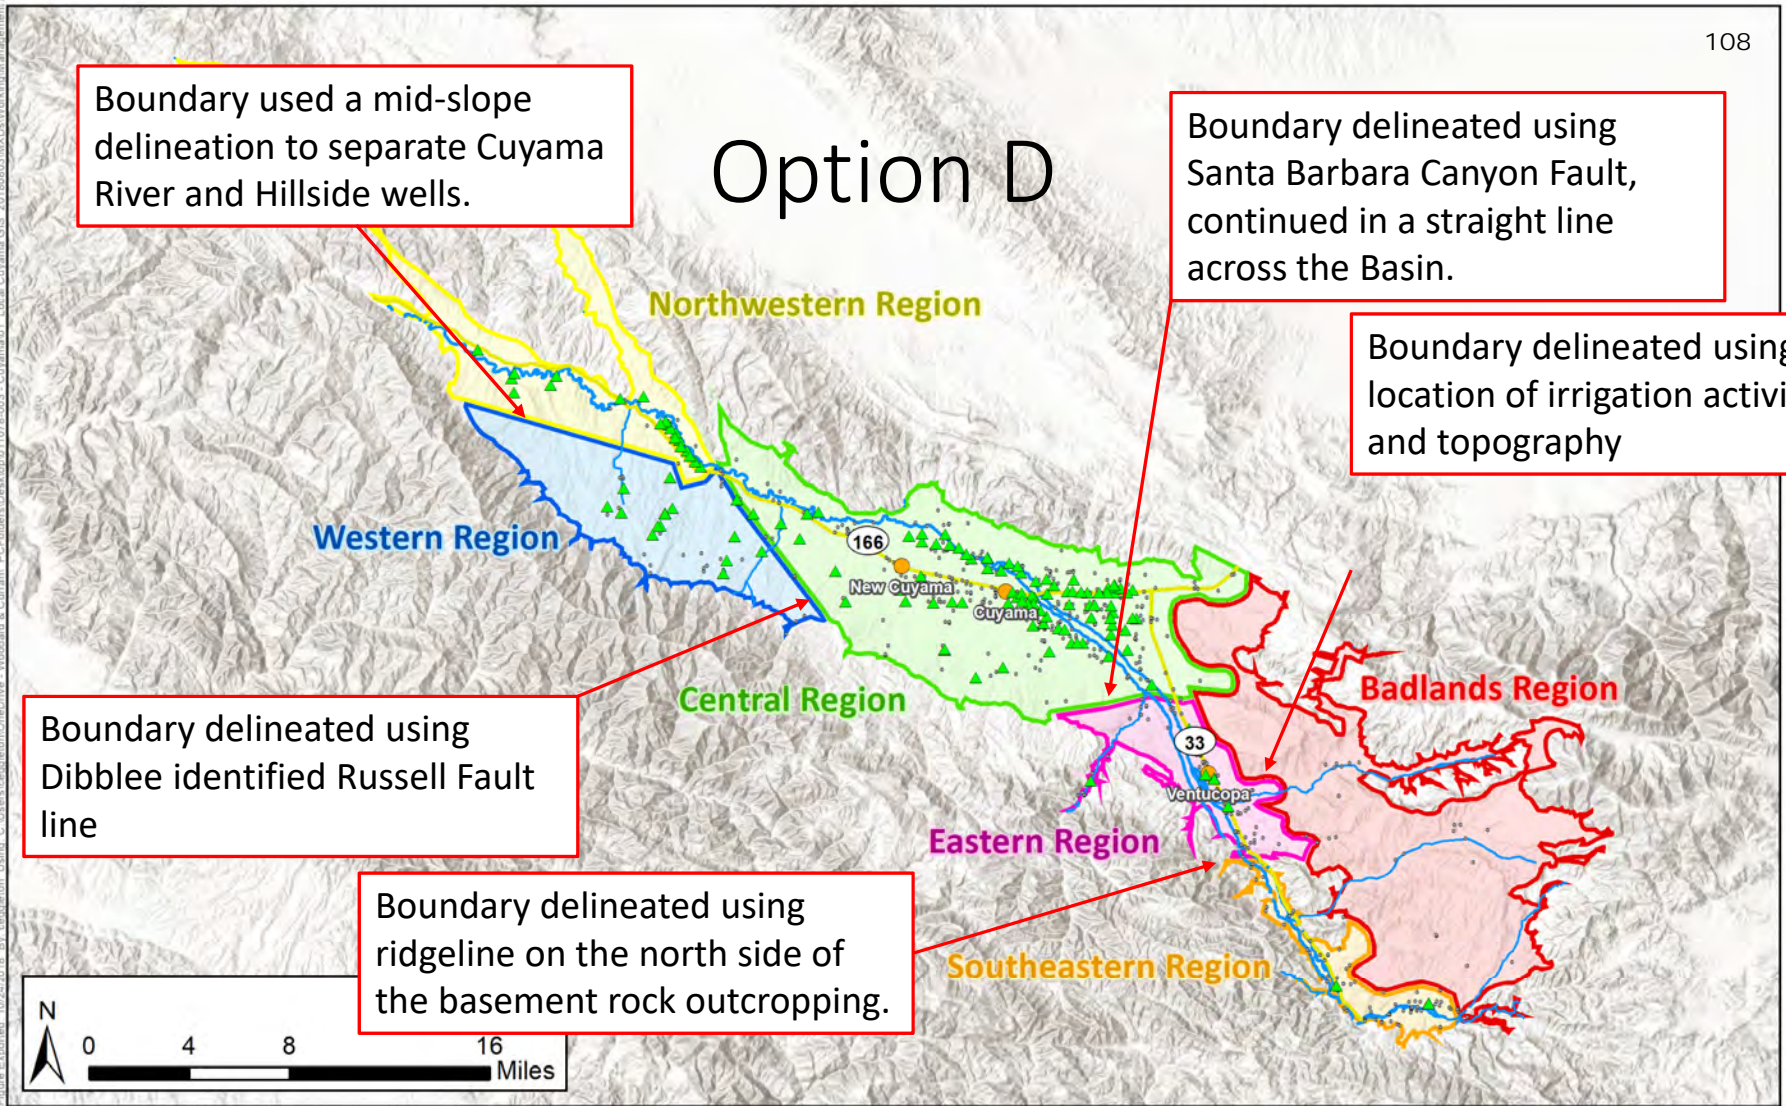 108
Boundary used a mid-slope
delineation to separate Cuyama
River and Hillside wells.
Option D
Boundary delineated using
Santa Barbara Canyon Fault,
continued in a straight line
across the Basin.
Northwestern Region
Boundary delineated using
location of irrigation activi
and topography
Western Region
166
New Cuyama
Cuyama
Central Region
Badlands Region
Boundary delineated using
Dibblee identified Russell Fault
line
33
Ventucopa
Eastern Region
Boundary delineated using
ridgeline on the north side of
the basement rock outcropping.
Southeastern Region
N
0 4 8 16
Miles